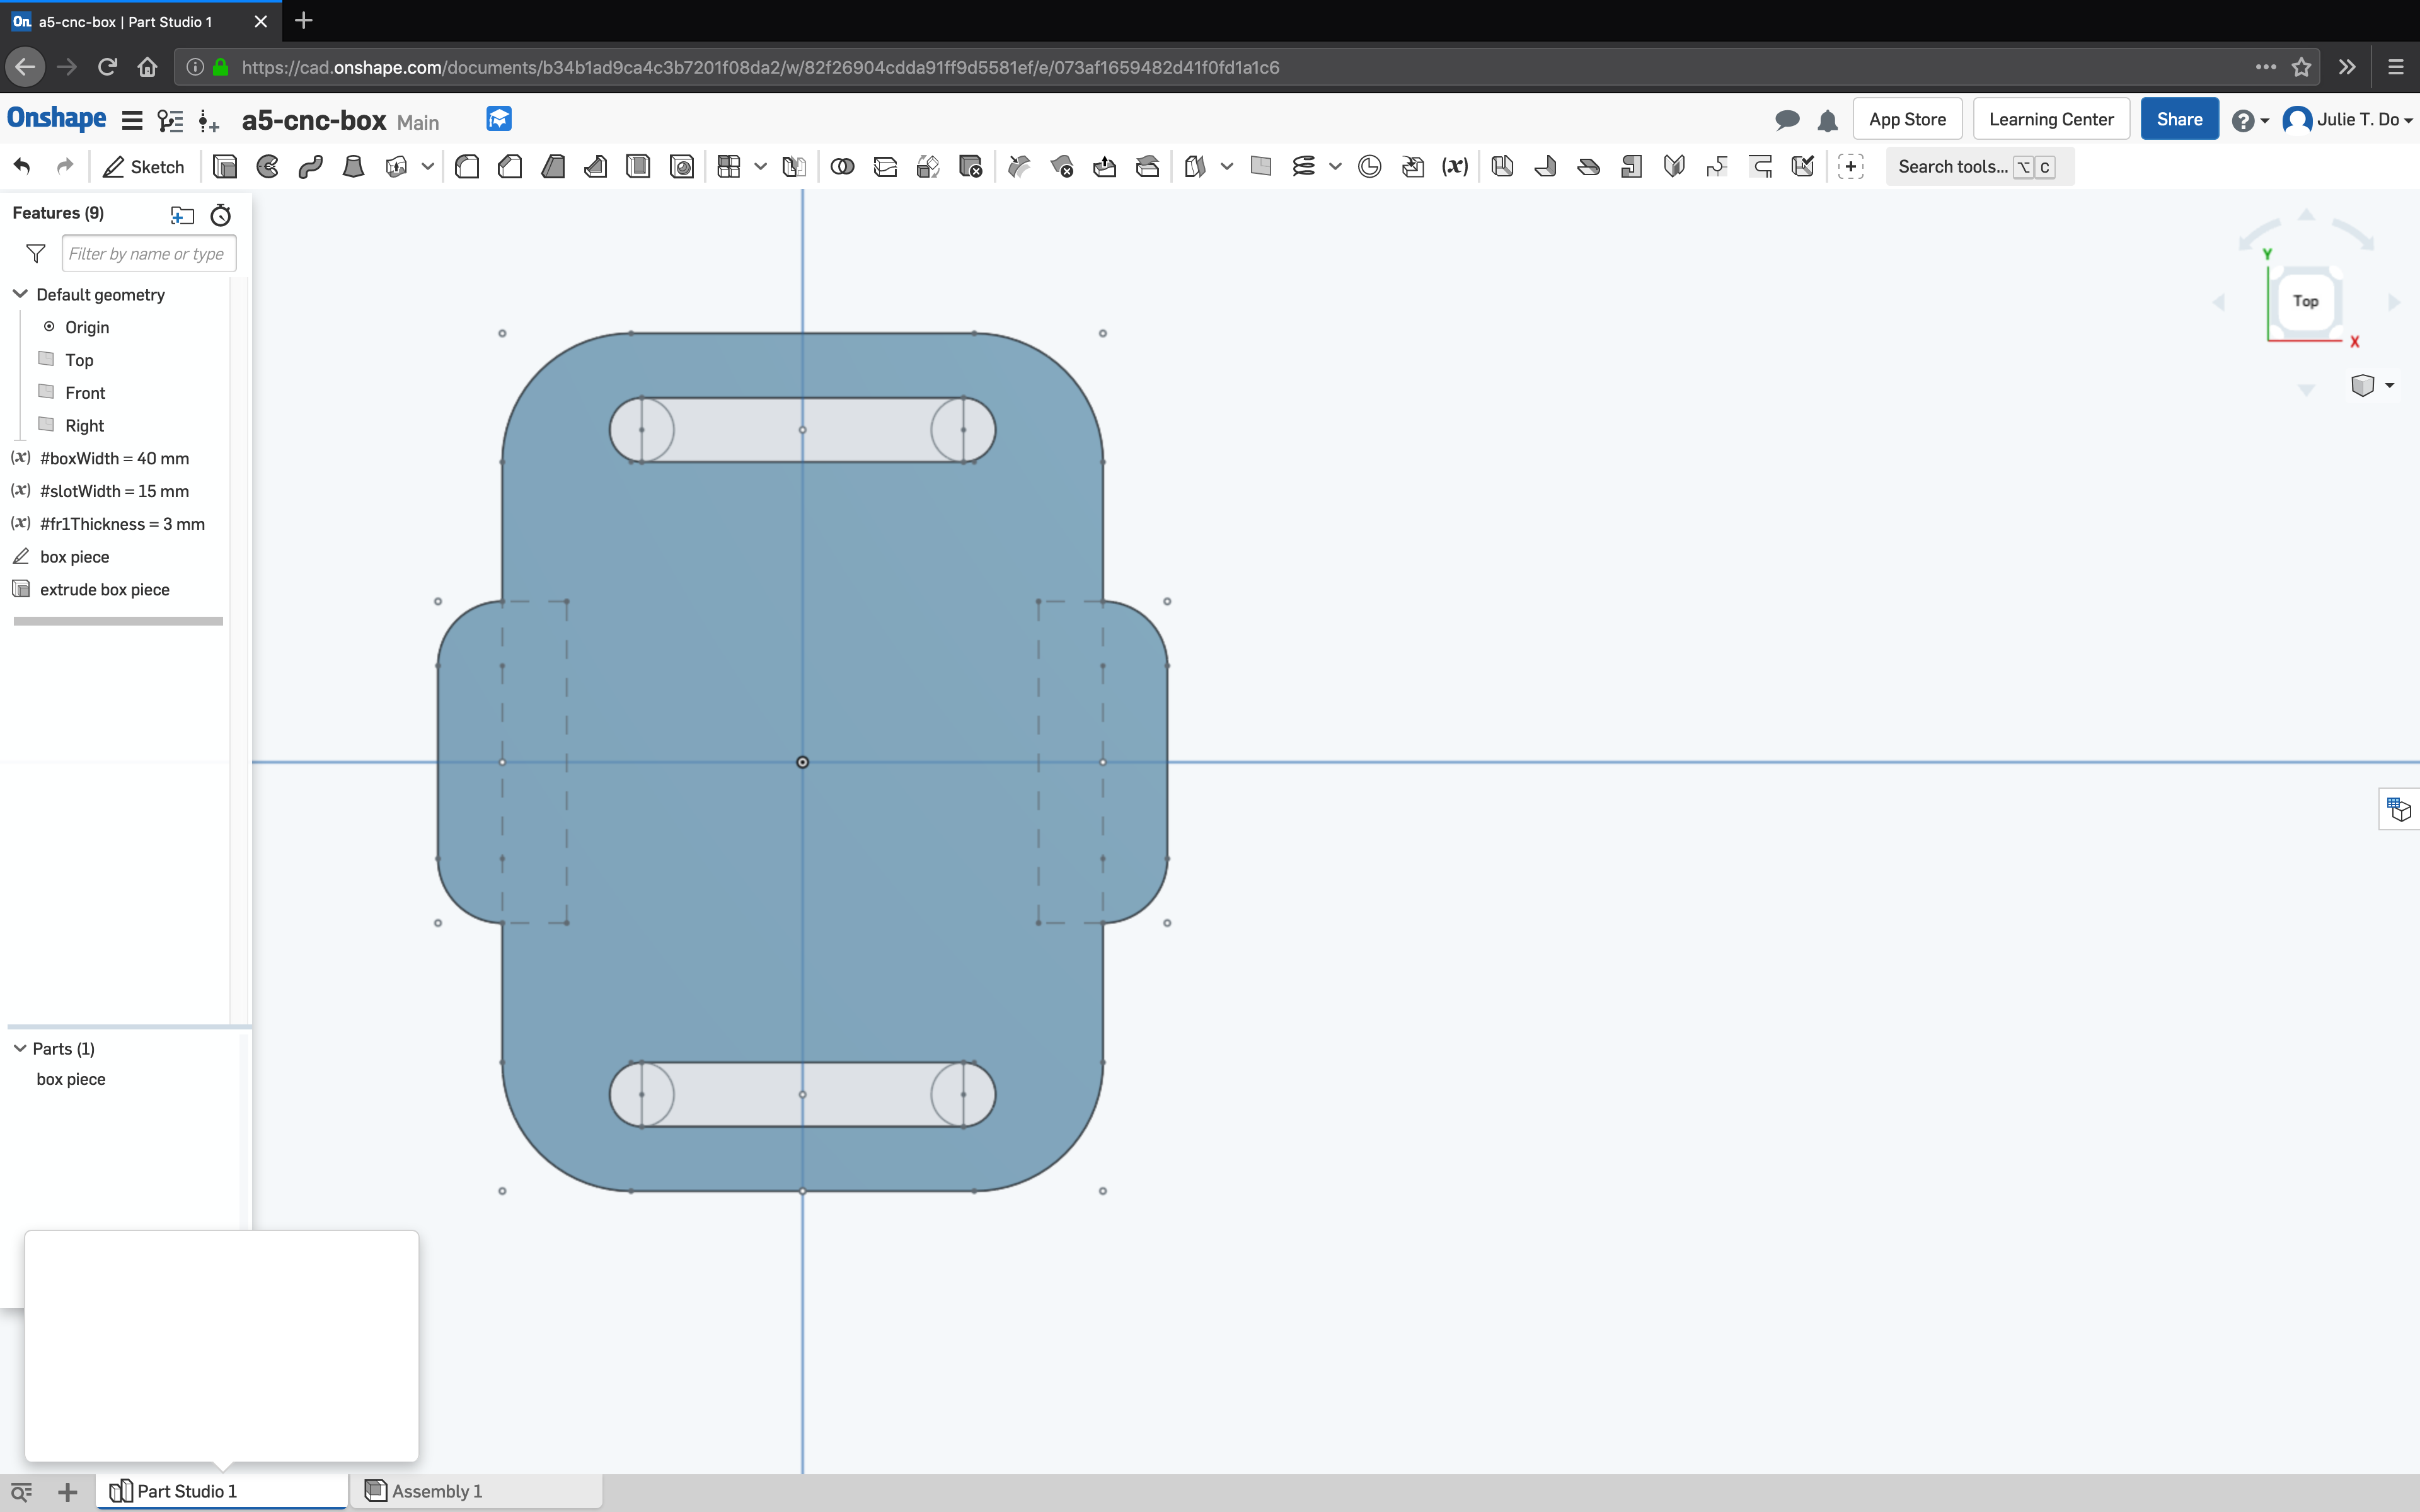 On. a5-cnc-box | Part Studio 1
https://cad.onshape.com/documents/b34b1ad9ca4c3b7201f08da2/w/82f26904cdda91ff9d5581ef/e/073af1659482d41f0fd1a1c6
Onshape a5-cnc-box Main App Store Learning Center Share Julie T. Do
Sketch (x) Search tools... ⌥ C
Features (9)
Filter by name or type
Default geometry
Origin
Top
Front
Right
(x) #boxWidth = 40 mm
(x) #slotWidth = 15 mm
(x) #fr1Thickness = 3 mm
box piece
extrude box piece
Y
Top
X
Parts (1)
box piece
Part Studio 1 Assembly 1